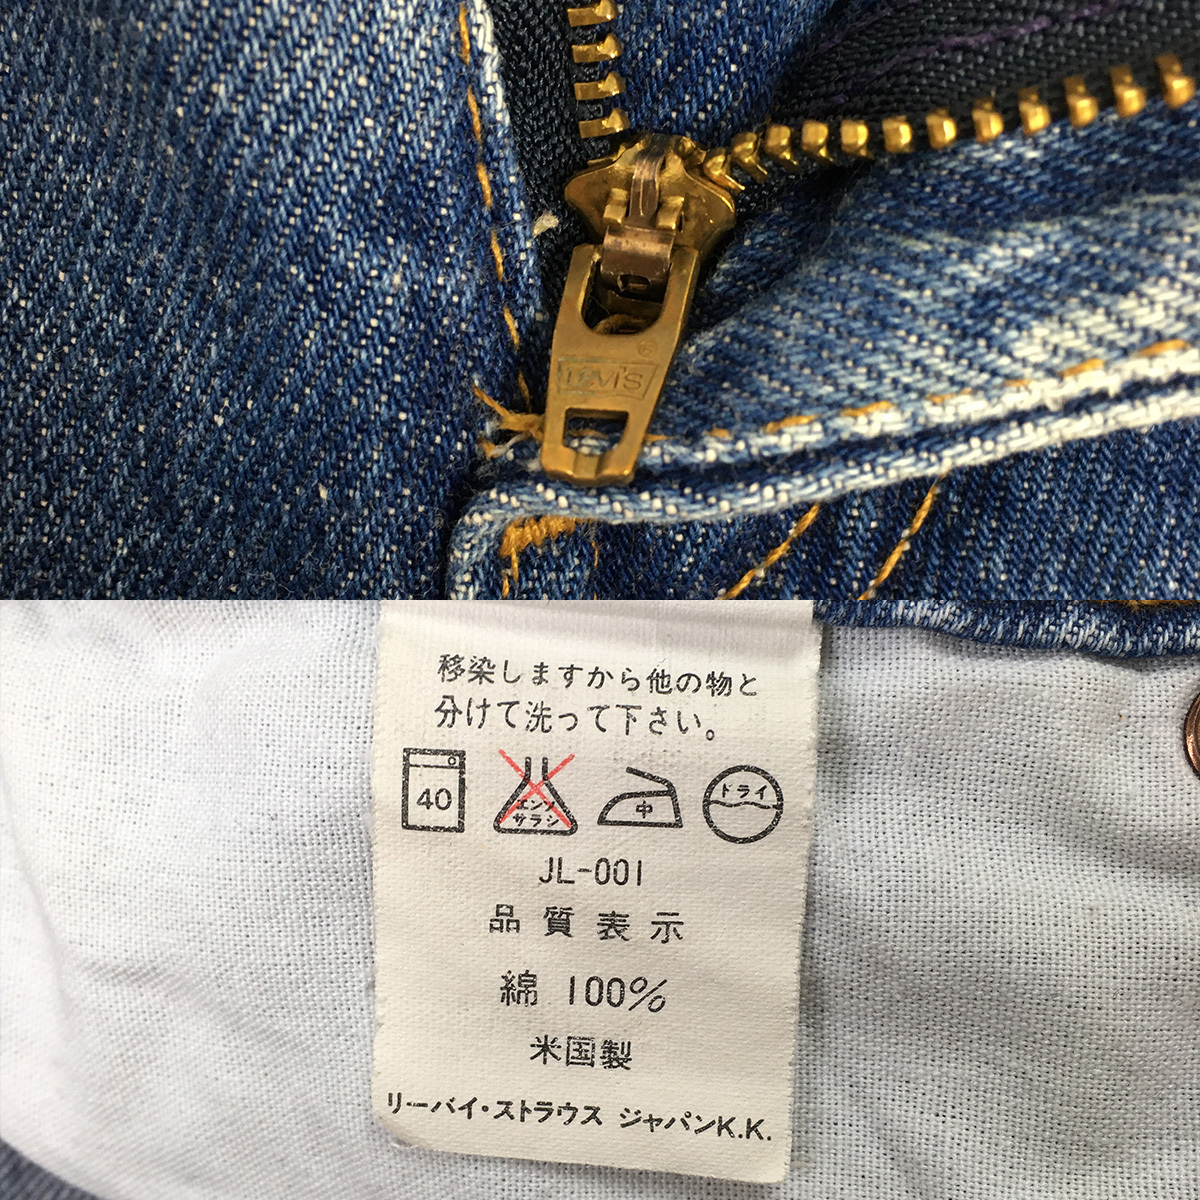 LEVI'S
移染しますから他の物と
分けて洗って下さい。
40
エンソ
サラシ
中
ドライ
JL-001
品質表示
綿 100%
米国製
リーバイ・ストラウス ジャパンK.K.